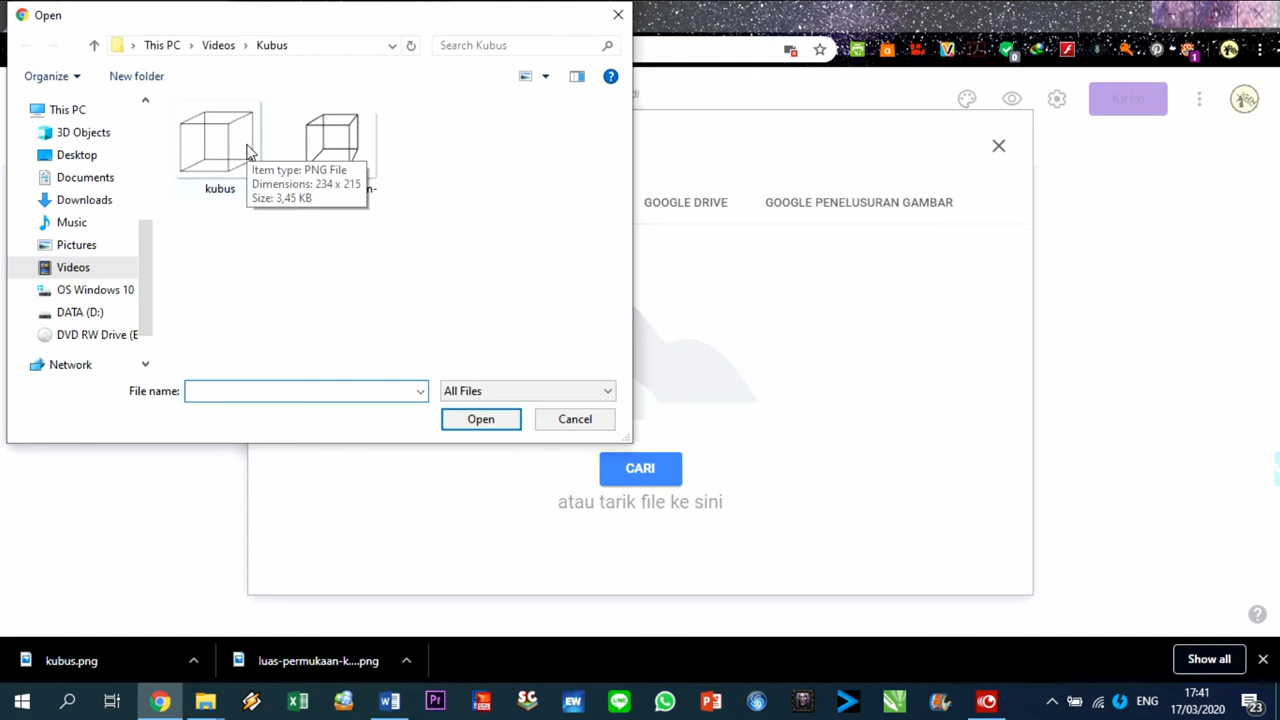 Open
This PC > Videos > Kubus
Search Kubus
Organize
New folder
This PC
3D Objects
Desktop
Documents
Downloads
Music
Pictures
Videos
OS Windows 10
DATA (D:)
DVD RW Drive (E
Network
kubus
Item type: PNG File
Dimensions: 234 x 215
Size: 3,45 KB
n-
File name:
All Files
Open
Cancel
di
Kirim
GOOGLE DRIVE
GOOGLE PENELUSURAN GAMBAR
CARI
atau tarik file ke sini
kubus.png
luas-permukaan-k....png
Show all
ENG
17:41
17/03/2020
23
0
1